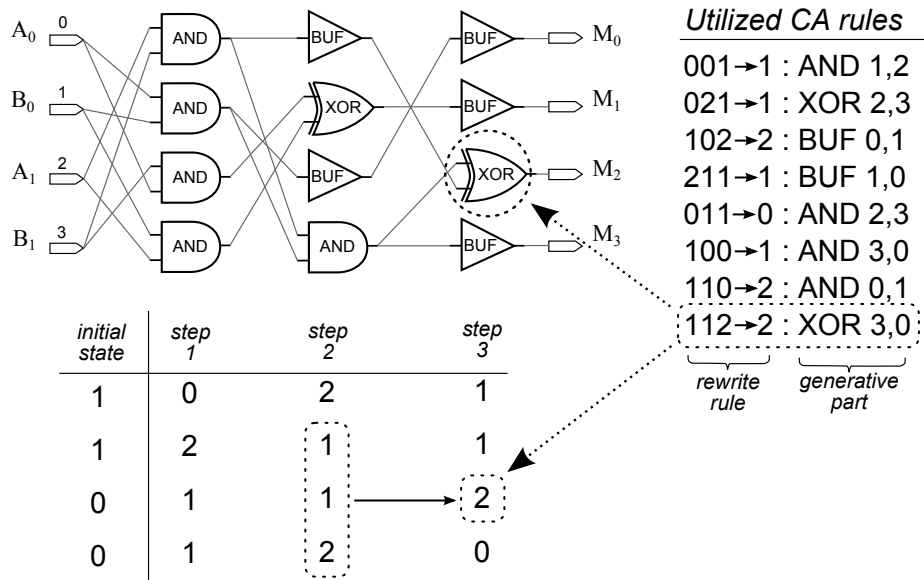 A0 0 AND BUF BUF M0
B0 1 AND XOR BUF M1
A1 2 AND BUF XOR M2
B1 3 AND AND BUF M3
Utilized CA rules
001→1 : AND 1,2
021→1 : XOR 2,3
102→2 : BUF 0,1
211→1 : BUF 1,0
011→0 : AND 2,3
100→1 : AND 3,0
110→2 : AND 0,1
112→2 : XOR 3,0
rewrite rule
generative part
initial state step 1 step 2 step 3
1 0 2 1
1 2 1 1
0 1 1 2
0 1 2 0